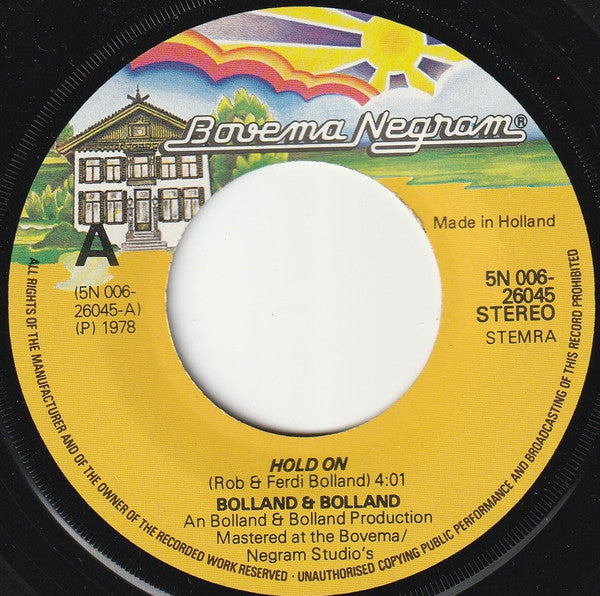 Bovema Negram®
Made in Holland
A
(5N 006-
26045-A)
(P) 1978
5N 006-
26045
STEREO
STEMRA
HOLD ON
(Rob & Ferdi Bolland) 4:01
BOLLAND & BOLLAND
An Bolland & Bolland Production
Mastered at the Bovema/
Negram Studio's
ALL RIGHTS OF THE MANUFACTURER AND OF THE OWNER OF THE RECORDED WORK RESERVED · UNAUTHORISED COPYING PUBLIC PERFORMANCE AND BROADCASTING OF THIS RECORD PROHIBITED